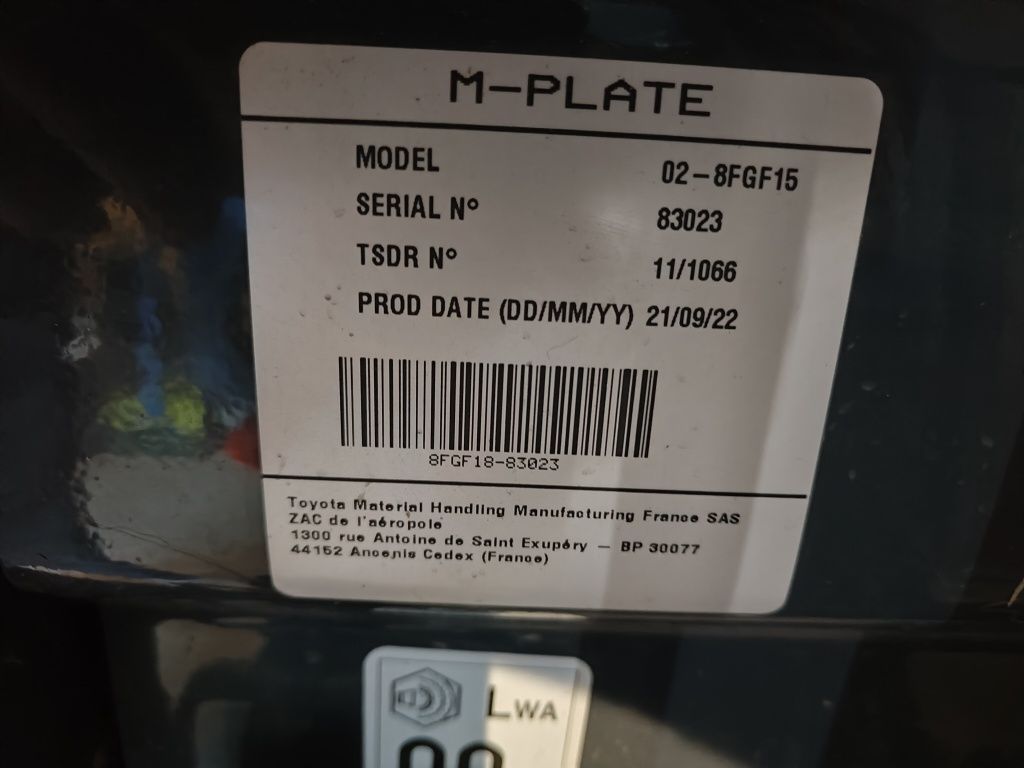 M-PLATE
MODEL 02-8FGF15
SERIAL N° 83023
TSDR N° 11/1066
PROD DATE (DD/MM/YY) 21/09/22
8FGF18-83023
Toyota Material Handling Manufacturing France SAS
ZAC de l'aéropole
1300 rue Antoine de Saint Exupéry – BP 30077
44152 Ancenis Cedex (France)
LWA